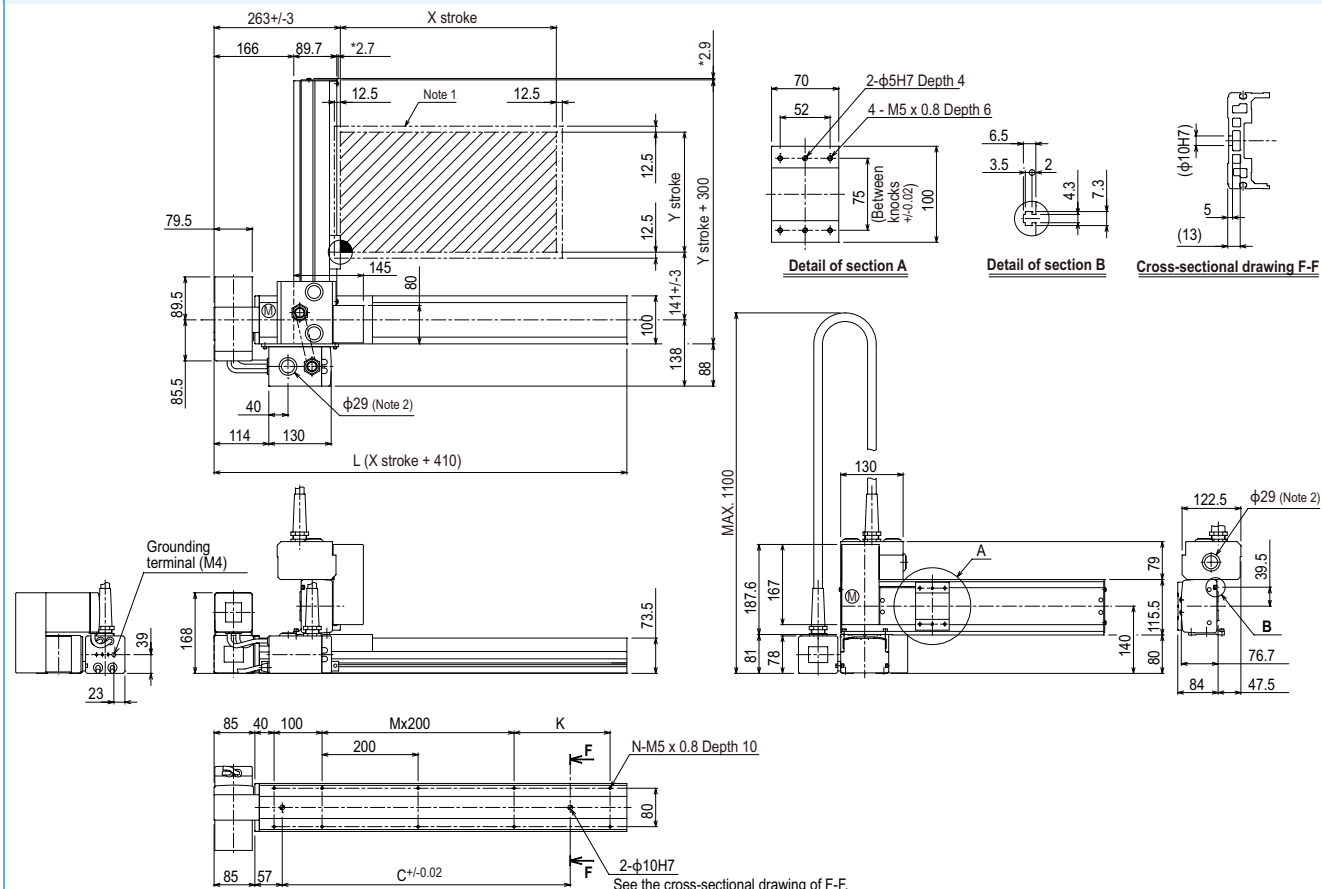 263+/-3
X stroke
166
89.7
*2.7
*2.9
12.5
Note 1
12.5
12.5
Y stroke
12.5
Y stroke + 300
79.5
145
80
141+/-3
89.5
M
100
138
88
85.5
40
ϕ29 (Note 2)
114
130
L (X stroke + 410)
70
2-ϕ5H7 Depth 4
52
4 - M5 x 0.8 Depth 6
75
(Between
knocks
+/-0.02)
100
Detail of section A
6.5
3.5
2
4.3
7.3
Detail of section B
(ϕ10H7)
5
(13)
Cross-sectional drawing F-F
Grounding
terminal (M4)
39
23
168
73.5
MAX. 1100
130
A
M
187.6
167
81
78
79
115.5
140
80
122.5
ϕ29 (Note 2)
39.5
B
76.7
84
47.5
85
40
100
Mx200
K
200
F
N-M5 x 0.8 Depth 10
80
85
57
C+/-0.02
F
2-ϕ10H7
See the cross-sectional drawing of F-F.